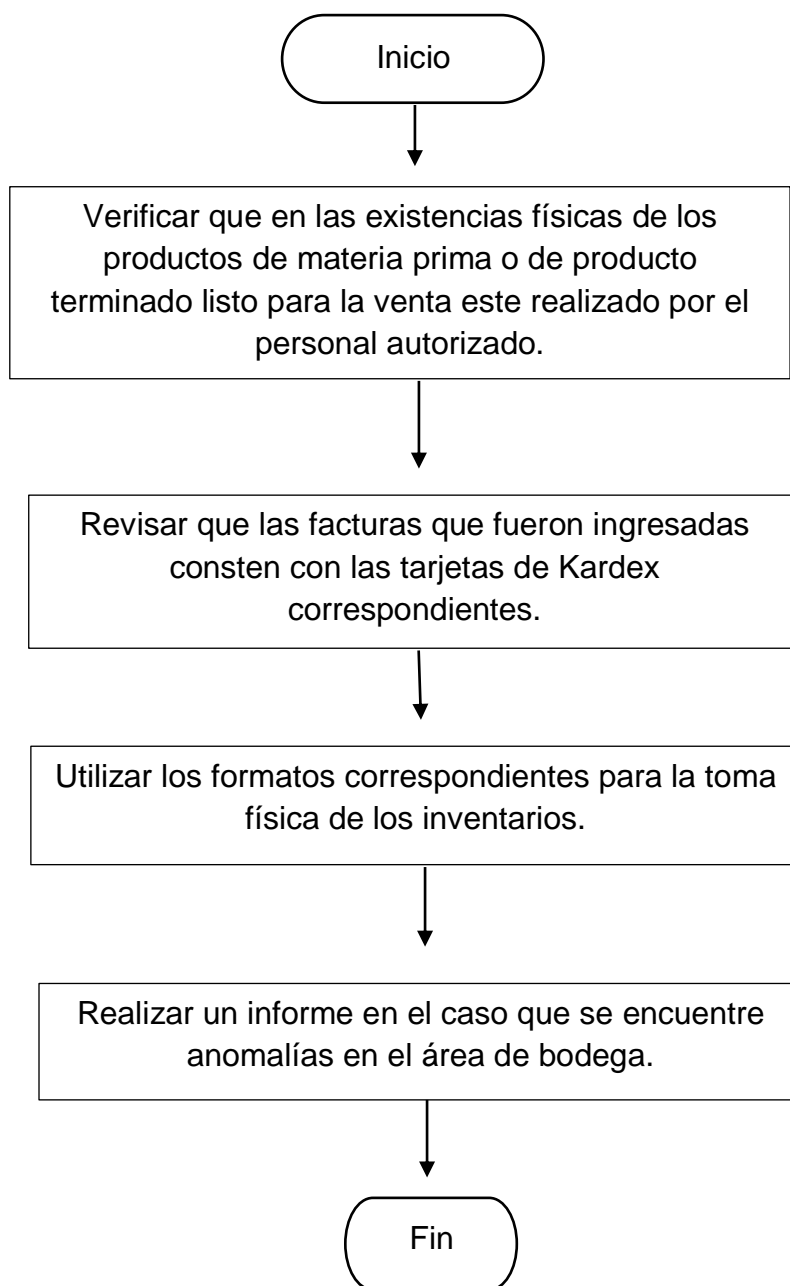 Inicio
Verificar que en las existencias físicas de los
productos de materia prima o de producto
terminado listo para la venta este realizado por el
personal autorizado.
Revisar que las facturas que fueron ingresadas
consten con las tarjetas de Kardex
correspondientes.
Utilizar los formatos correspondientes para la toma
física de los inventarios.
Realizar un informe en el caso que se encuentre
anomalías en el área de bodega.
Fin